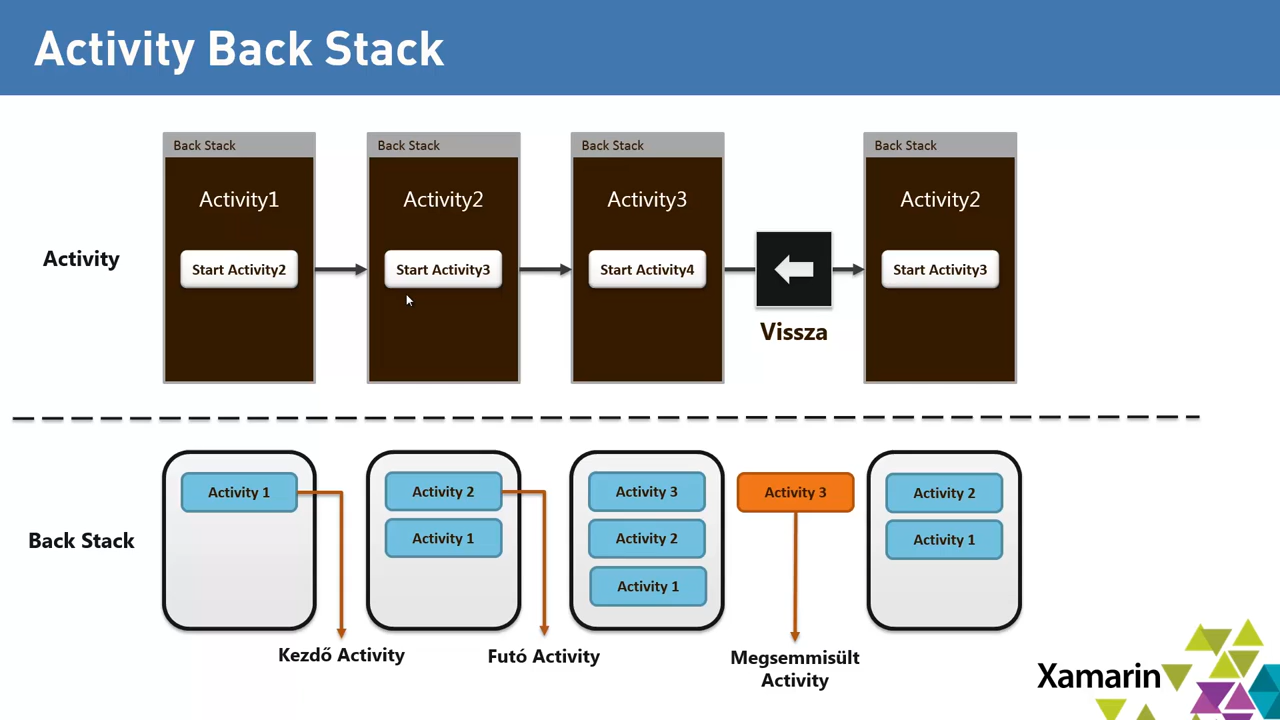 Activity Back Stack
Back Stack
Back Stack
Back Stack
Back Stack
Activity1
Activity2
Activity3
Activity2
Activity
Start Activity2
Start Activity3
Start Activity4
Start Activity3
Vissza
Activity 1
Activity 2
Activity 3
Activity 3
Activity 2
Back Stack
Activity 1
Activity 2
Activity 1
Activity 1
Kezdő Activity
Futó Activity
Megsemmisült
Activity
Xamarin